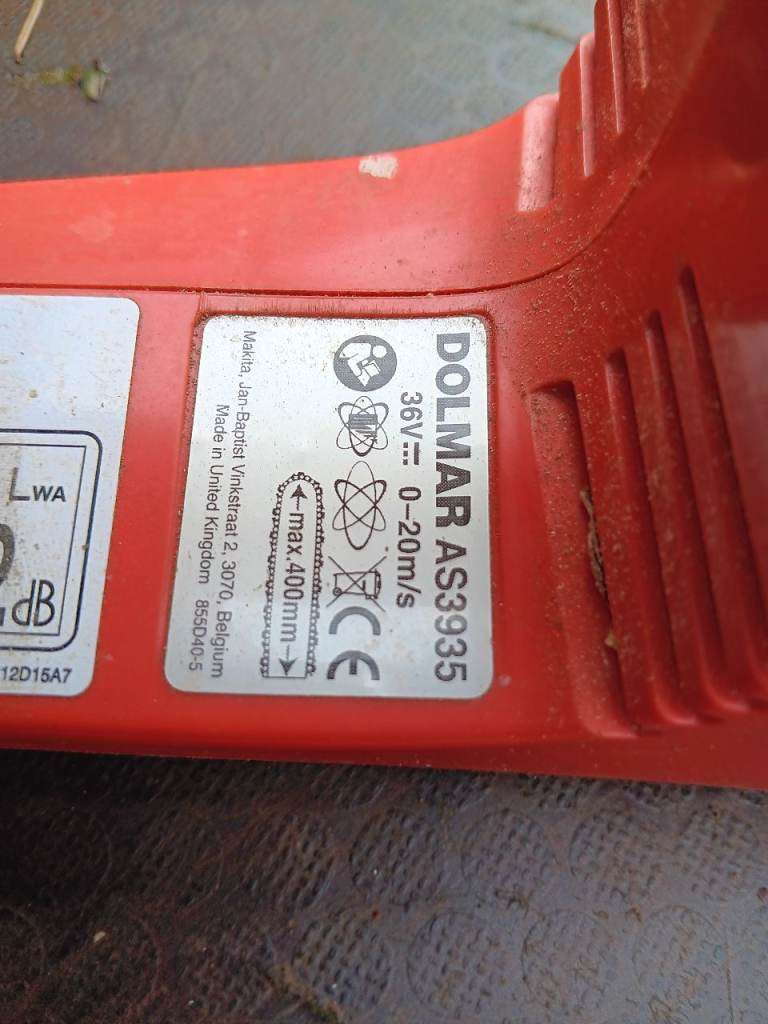 DOLMAR AS3935
36V 0-20m/s
max.400mm
CE
Makita, Jan-Baptist Vinkstraat 2, 3070, Belgium
Made in United Kingdom 855D40-5
LWA
dB
12D15A7